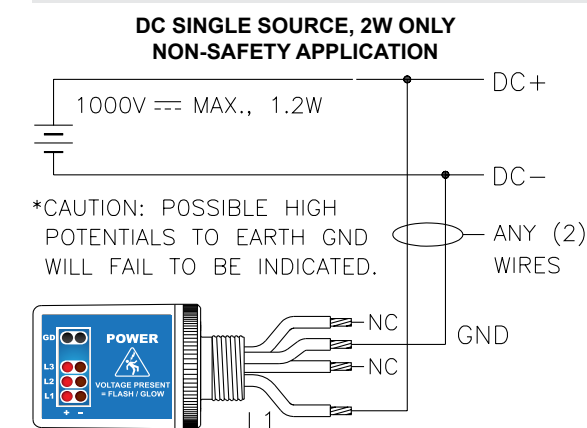 DC SINGLE SOURCE, 2W ONLY
NON-SAFETY APPLICATION
DC+
1000V ⎓ MAX., 1.2W
DC−
*CAUTION: POSSIBLE HIGH
POTENTIALS TO EARTH GND
WILL FAIL TO BE INDICATED.
ANY (2)
WIRES
NC
GND
NC
L1
GD
POWER
L3
L2
L1
VOLTAGE PRESENT
= FLASH / GLOW
+ −